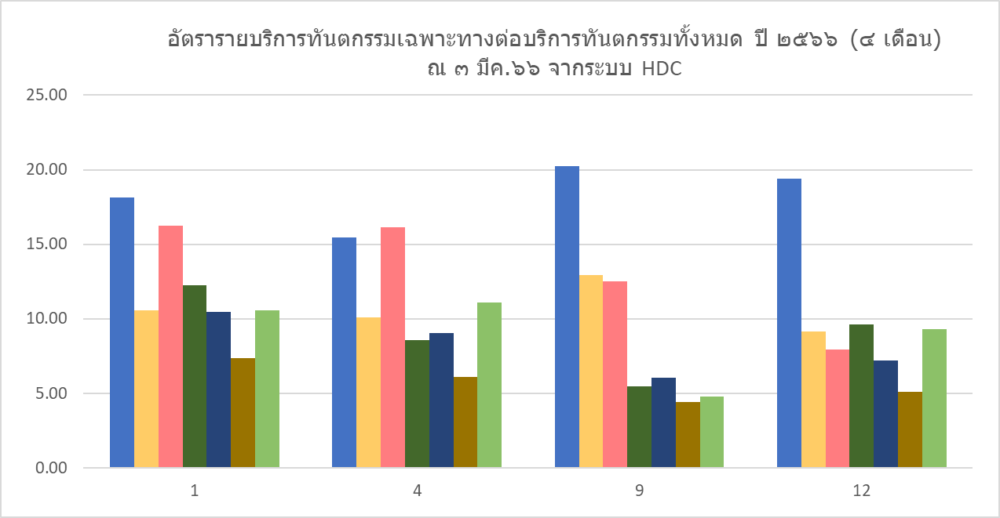 อัตรารายบริการทันตกรรมเฉพาะทางต่อบริการทันตกรรมทั้งหมด ปี ๒๕๖๖ (๔ เดือน)
ณ ๓ มีค.๖๖ จากระบบ HDC
25.00
20.00
15.00
10.00
5.00
0.00
1 4 9 12